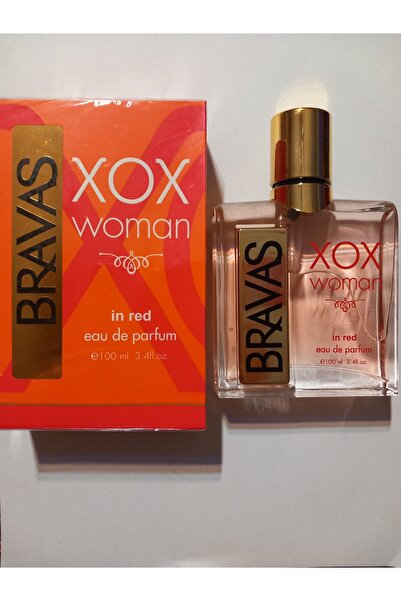 BRAVAS
XOX
woman
in red
eau de parfum
e100 ml 3.4fl oz.
BRAVAS
XOX
woman
in red
eau de parfum
e100 ml 3.4fl oz.